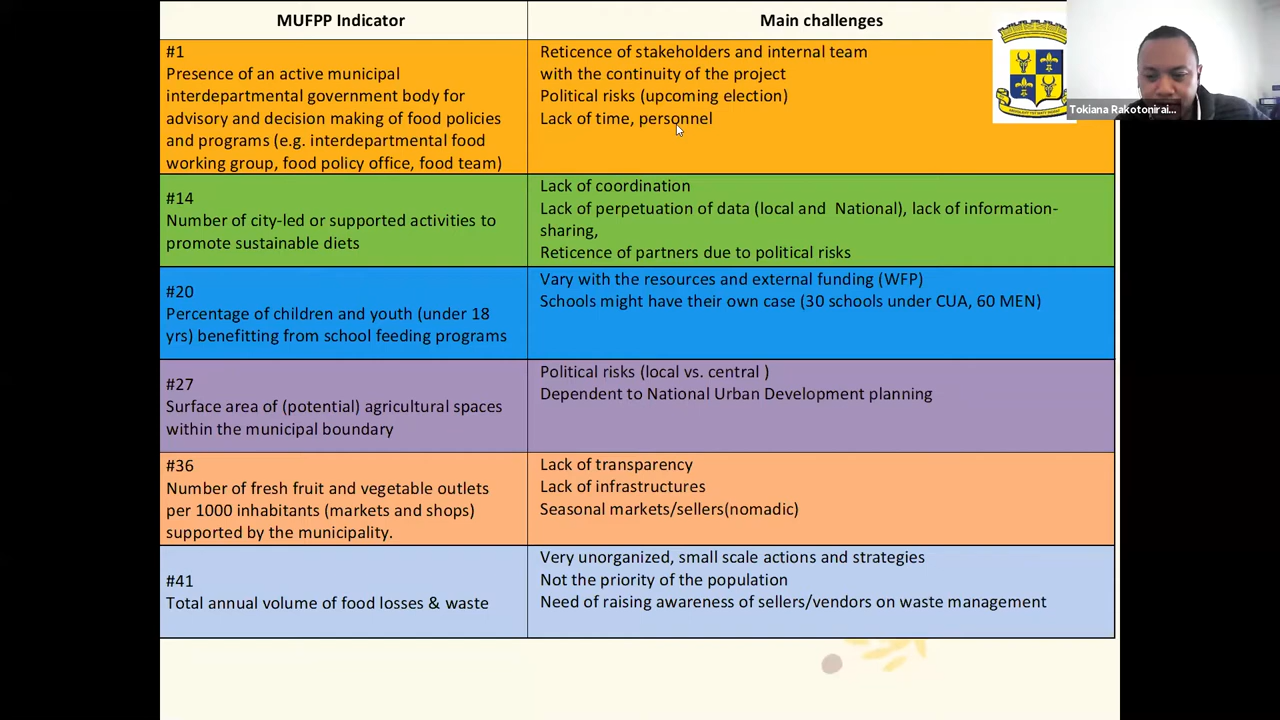 MUFPP Indicator
Main challenges
#1
Presence of an active municipal
interdepartmental government body for
advisory and decision making of food policies
and programs (e.g. interdepartmental food
working group, food policy office, food team)
Reticence of stakeholders and internal team
with the continuity of the project
Political risks (upcoming election)
Lack of time, personnel
#14
Number of city-led or supported activities to
promote sustainable diets
Lack of coordination
Lack of perpetuation of data (local and  National), lack of information-
sharing,
Reticence of partners due to political risks
#20
Percentage of children and youth (under 18
yrs) benefitting from school feeding programs
Vary with the resources and external funding (WFP)
Schools might have their own case (30 schools under CUA, 60 MEN)
#27
Surface area of (potential) agricultural spaces
within the municipal boundary
Political risks (local vs. central )
Dependent to National Urban Development planning
#36
Number of fresh fruit and vegetable outlets
per 1000 inhabitants (markets and shops)
supported by the municipality.
Lack of transparency
Lack of infrastructures
Seasonal markets/sellers(nomadic)
#41
Total annual volume of food losses & waste
Very unorganized, small scale actions and strategies
Not the priority of the population
Need of raising awareness of sellers/vendors on waste management
Tokiana Rakotonirai...